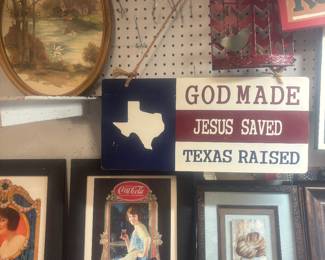 GOD MADE
JESUS SAVED
TEXAS RAISED
Coca-Cola